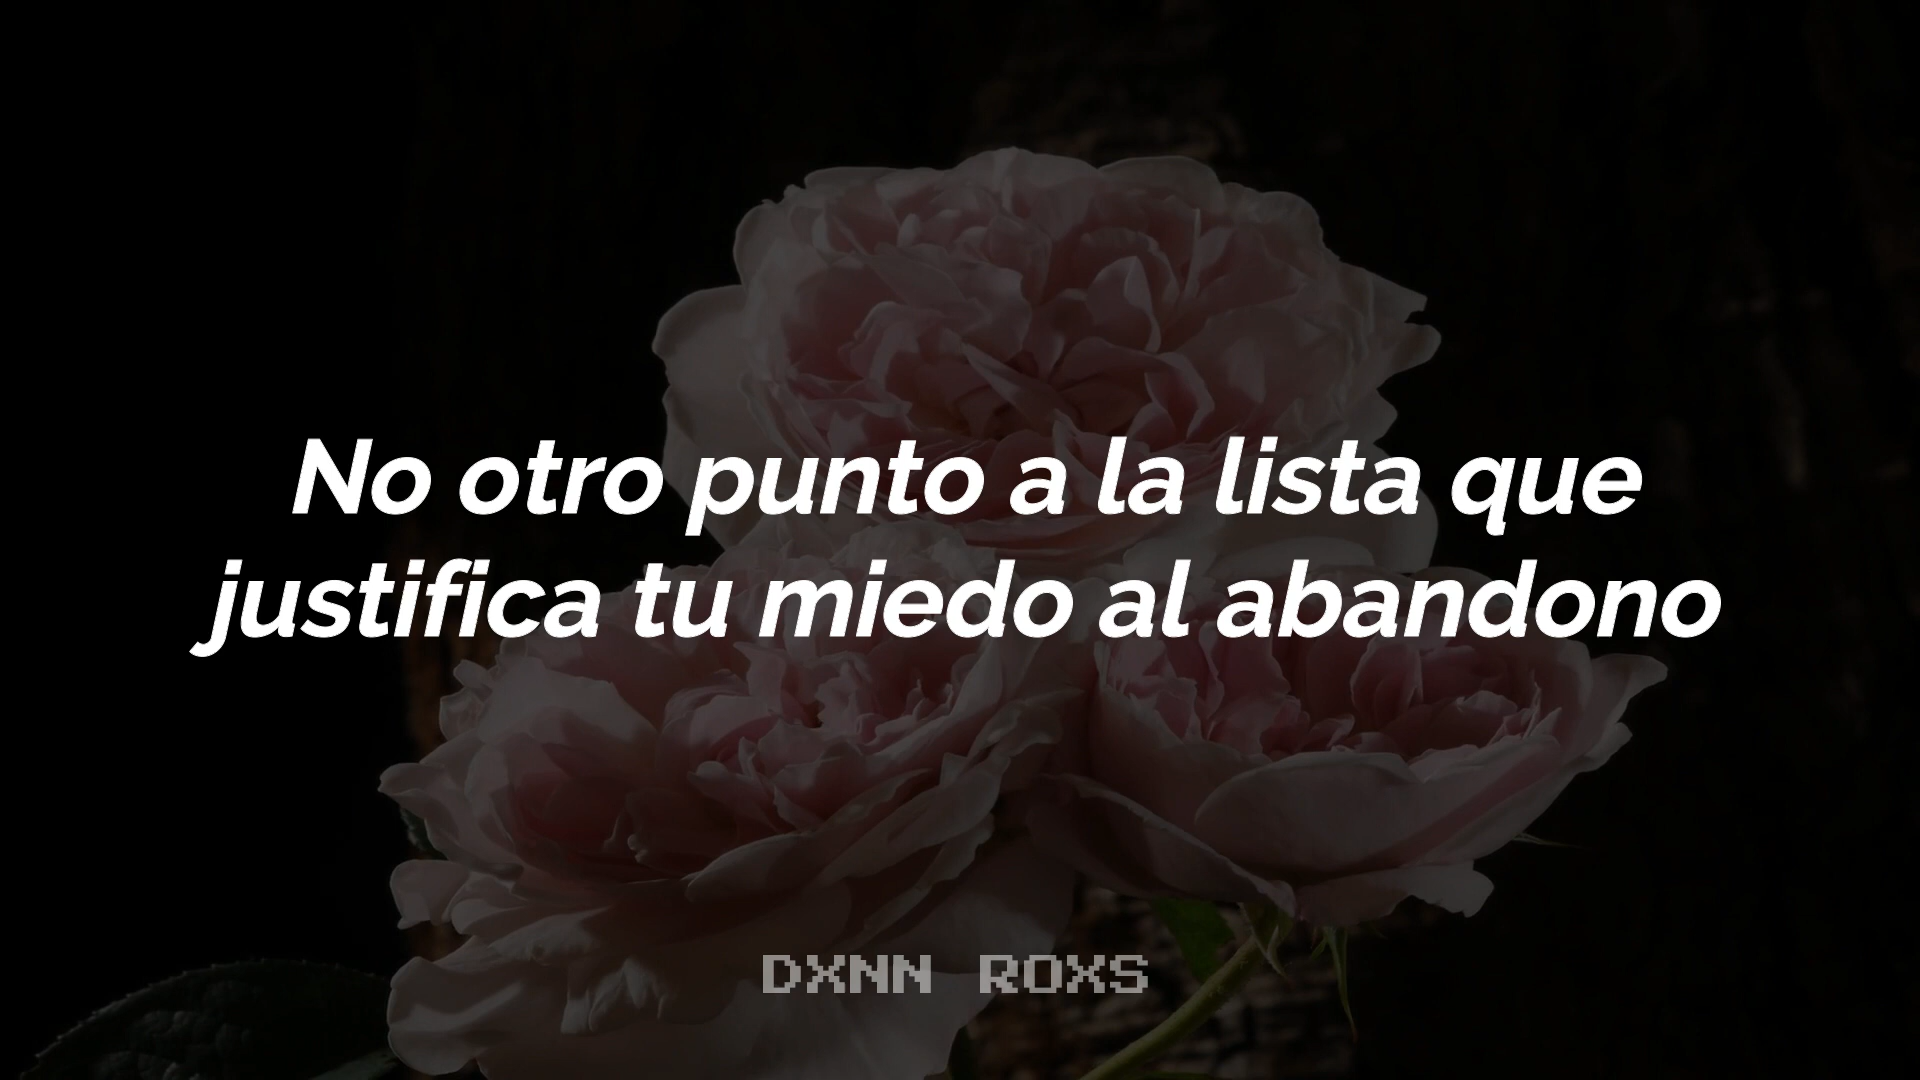 No otro punto a la lista que
justifica tu miedo al abandono
DXNN ROXS